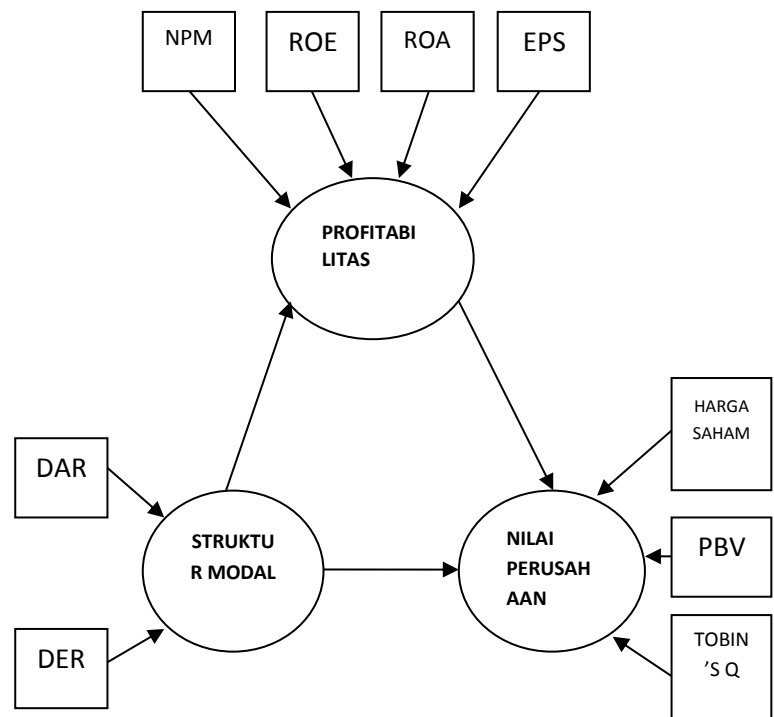 NPM
ROE
ROA
EPS
PROFITABI
LITAS
HARGA
SAHAM
DAR
STRUKTU
R MODAL
NILAI
PERUSAH
AAN
PBV
DER
TOBIN
'S Q